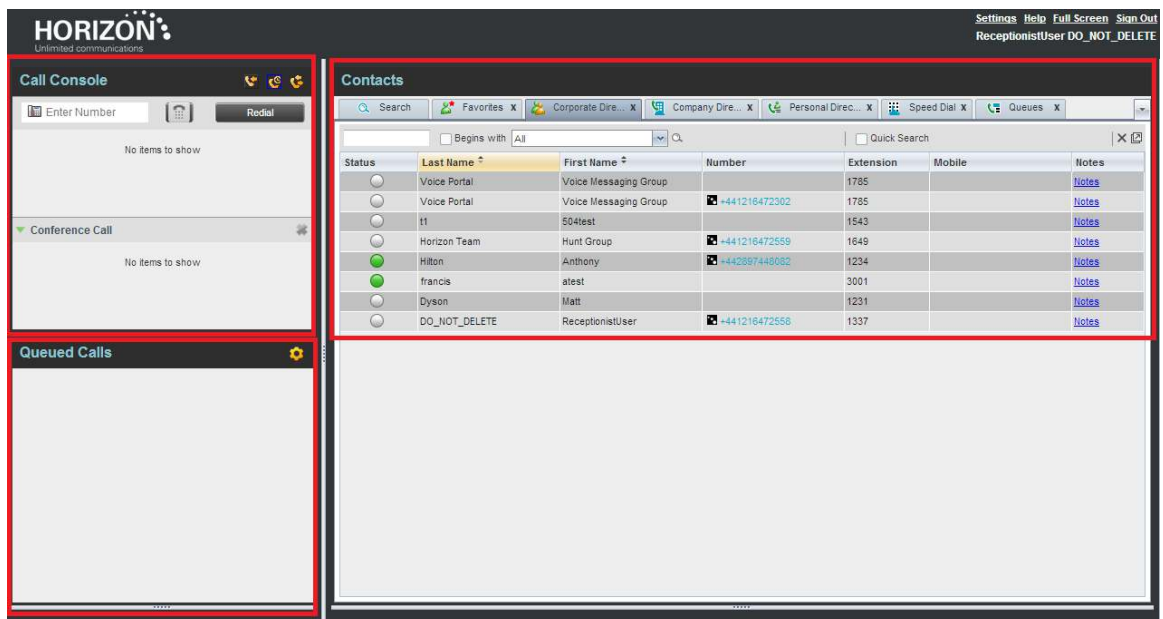 HORIZON
Unlimited communications
Settings Help Full Screen Sign Out
ReceptionistUser DO_NOT_DELETE
Call Console
Enter Number Redial
No items to show
Conference Call
No items to show
Queued Calls
Contacts
Search Favorites X Corporate Dire... X Company Dire... X Personal Direc... X Speed Dial X Queues X
Begins with All Quick Search
Status Last Name First Name Number Extension Mobile Notes
Voice Portal Voice Messaging Group 1785 Notes
Voice Portal Voice Messaging Group +441216472302 1785 Notes
t1 504test 1543 Notes
Horizon Team Hunt Group +441216472559 1649 Notes
Hilton Anthony +442897448082 1234 Notes
francis atest 3001 Notes
Dyson Matt 1231 Notes
DO_NOT_DELETE ReceptionistUser +441216472558 1337 Notes